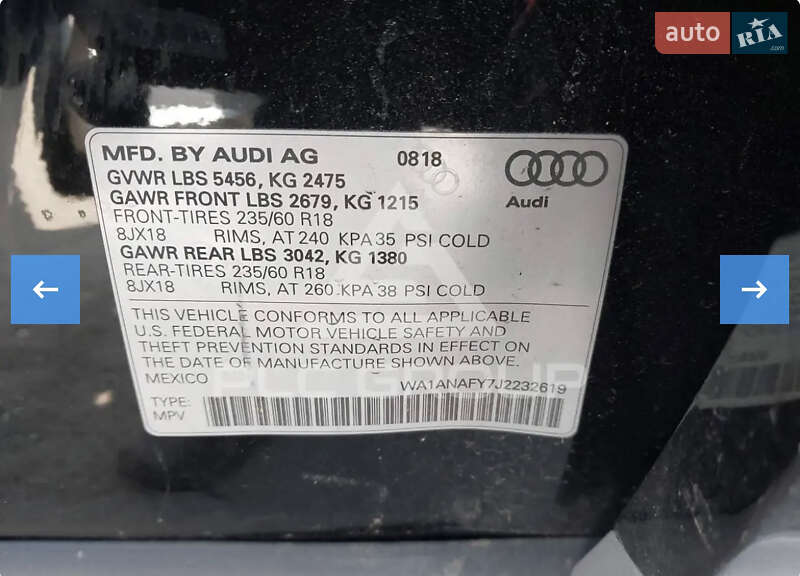 auto RIA .com
MFD. BY AUDI AG 0818
GVWR LBS 5456, KG 2475
GAWR FRONT LBS 2679, KG 1215 Audi
FRONT-TIRES 235/60 R18
8JX18 RIMS, AT 240 KPA 35 PSI COLD
GAWR REAR LBS 3042, KG 1380
REAR-TIRES 235/60 R18
8JX18 RIMS, AT 260 KPA 38 PSI COLD
THIS VEHICLE CONFORMS TO ALL APPLICABLE
U.S. FEDERAL MOTOR VEHICLE SAFETY AND
THEFT PREVENTION STANDARDS IN EFFECT ON
THE DATE OF MANUFACTURE SHOWN ABOVE.
MEXICO WA1ANAFY7J2232619
PLC GROUP
TYPE:
MPV